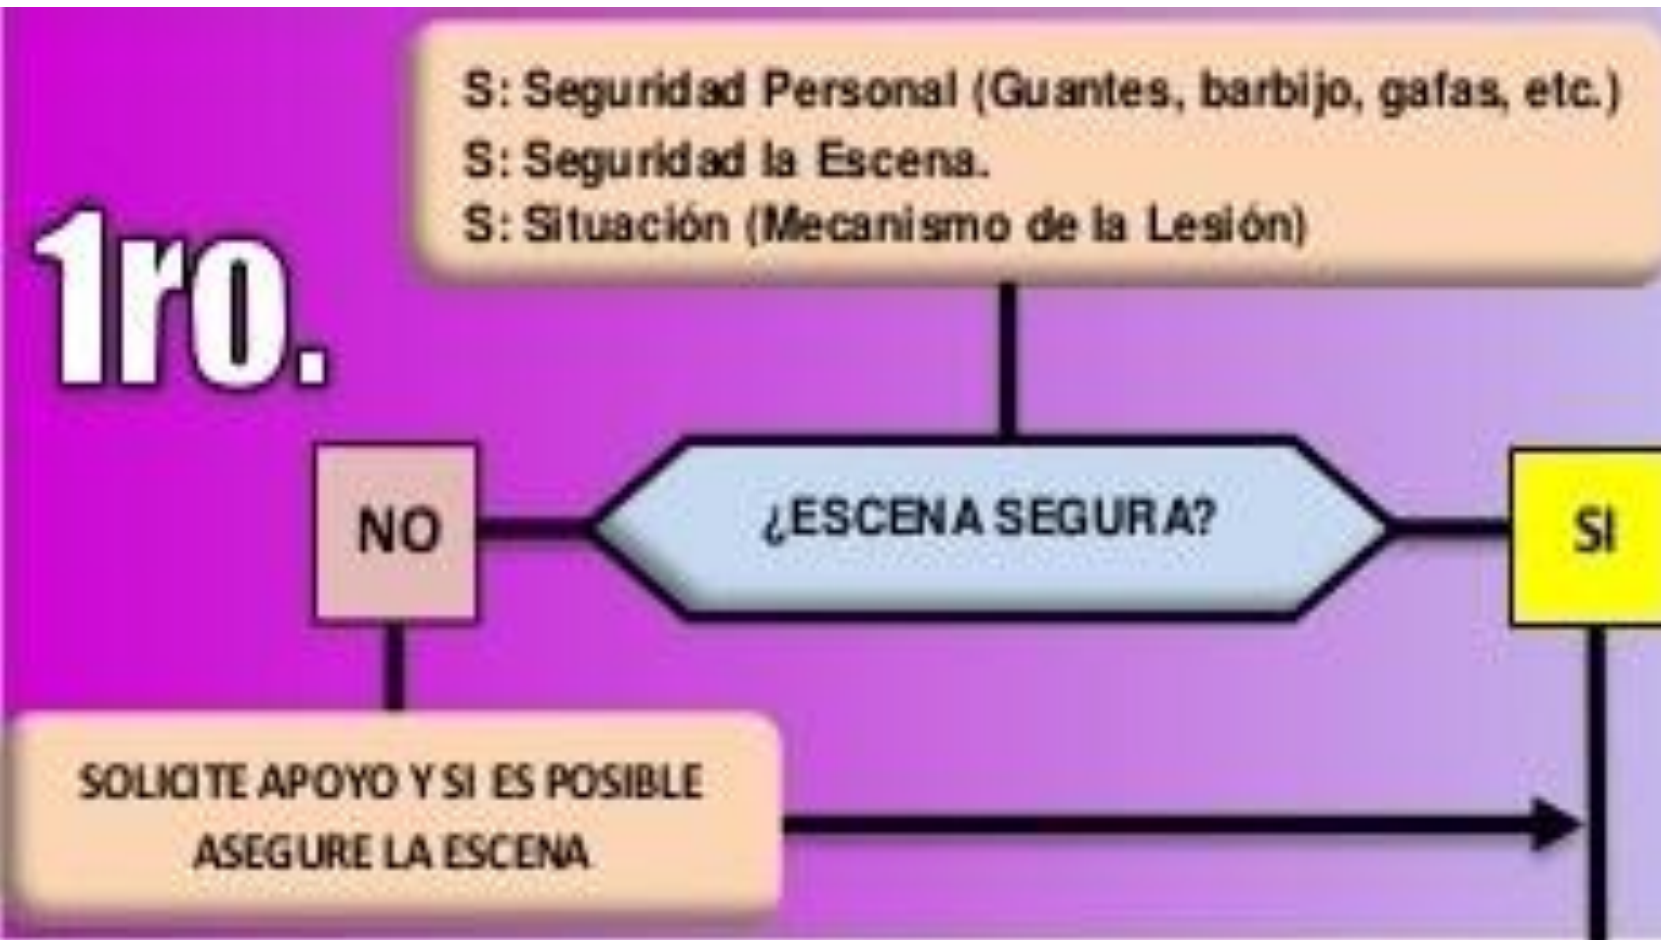 S: Seguridad Personal (Guantes, barbijo, gafas, etc.)
S: Seguridad la Escena.
S: Situación (Mecanismo de la Lesión)
1ro.
NO
¿ESCENA SEGURA?
SI
SOLICITE APOYO Y SI ES POSIBLE
ASEGURE LA ESCENA